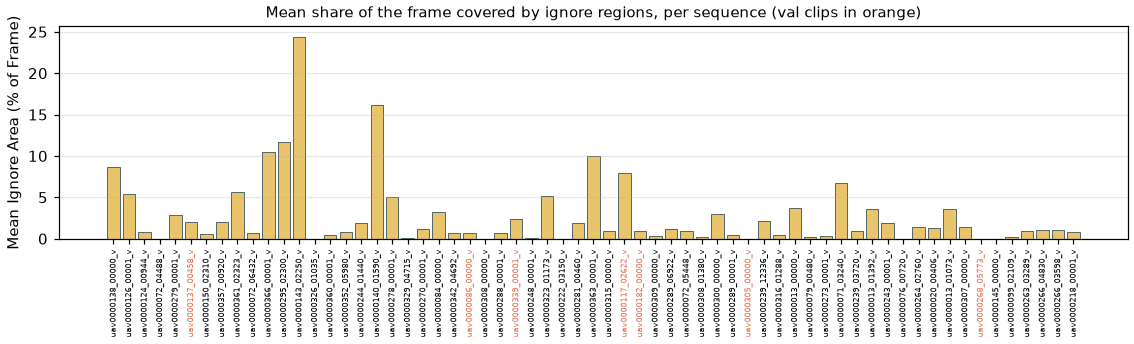 Mean share of the frame covered by ignore regions, per sequence (val clips in orange)
Mean Ignore Area (% of Frame)
25
20
15
10
5
0
uav0000138_00000_v
uav0000126_00001_v
uav0000124_00944_v
uav0000072_04488_v
uav0000279_00001_v
uav0000137_00458_v
uav0000150_02310_v
uav0000357_00920_v
uav0000361_02323_v
uav0000072_06432_v
uav0000366_00001_v
uav0000295_02300_v
uav0000143_02250_v
uav0000326_01035_v
uav0000360_00001_v
uav0000352_05980_v
uav0000244_01440_v
uav0000140_01590_v
uav0000278_00001_v
uav0000329_04715_v
uav0000270_00001_v
uav0000084_00000_v
uav0000342_04692_v
uav0000086_00000_v
uav0000308_00000_v
uav0000288_00001_v
uav0000339_00001_v
uav0000248_00001_v
uav0000323_01173_v
uav0000222_03150_v
uav0000281_00460_v
uav0000363_00001_v
uav0000315_00000_v
uav0000117_02622_v
uav0000182_00000_v
uav0000309_00000_v
uav0000289_06922_v
uav0000072_05448_v
uav0000308_01380_v
uav0000300_00000_v
uav0000289_00001_v
uav0000305_00000_v
uav0000239_12336_v
uav0000316_01288_v
uav0000013_00000_v
uav0000079_00480_v
uav0000273_00001_v
uav0000071_03240_v
uav0000239_03720_v
uav0000013_01392_v
uav0000243_00001_v
uav0000076_00720_v
uav0000264_02760_v
uav0000020_00406_v
uav0000013_01073_v
uav0000307_00000_v
uav0000268_05773_v
uav0000145_00000_v
uav0000099_02109_v
uav0000263_03289_v
uav0000266_04830_v
uav0000266_03598_v
uav0000218_00001_v